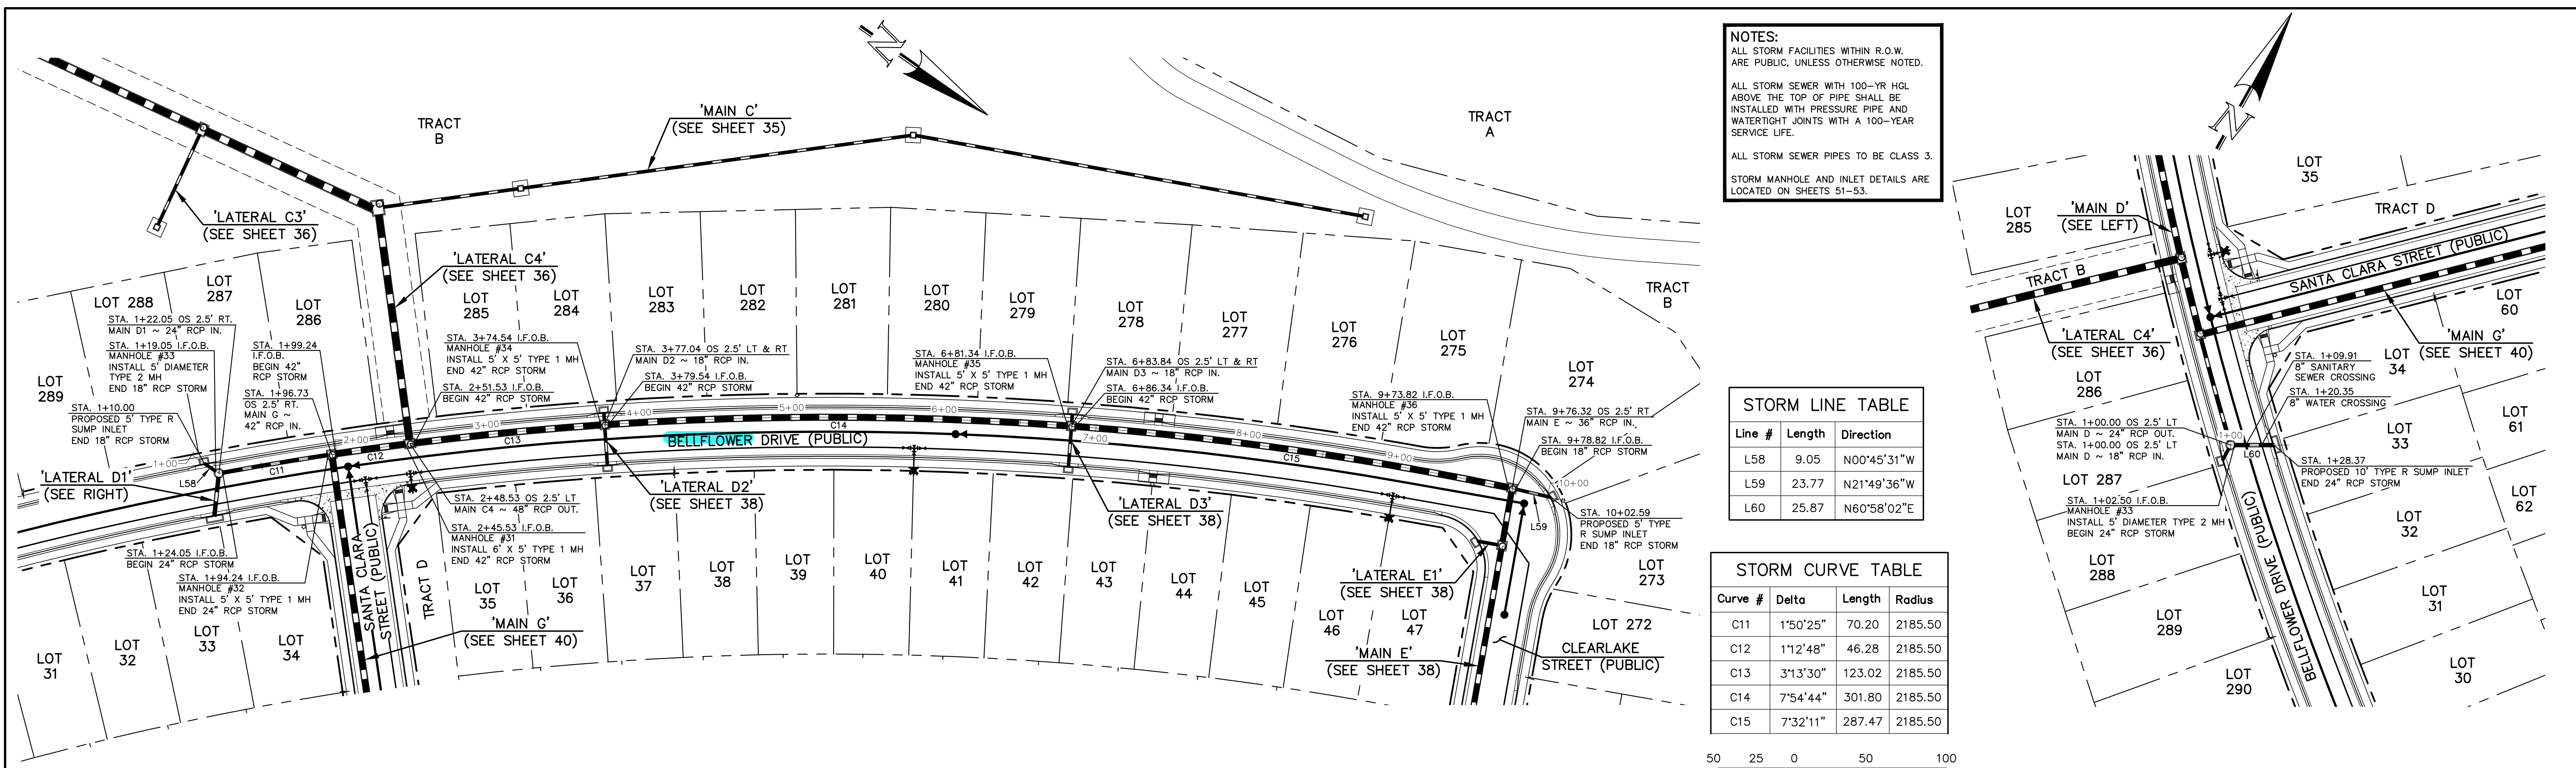 N
TRACT
B
'MAIN C'
(SEE SHEET 35)
TRACT
A
'LATERAL C3'
(SEE SHEET 36)
'LATERAL C4'
(SEE SHEET 36)
LOT 288
LOT
287
LOT
286
LOT
285
LOT
284
LOT
283
LOT
282
LOT
281
LOT
280
LOT
279
LOT
278
LOT
277
LOT
276
LOT
275
LOT
274
TRACT
B
LOT
289
STA. 1+22.05 OS 2.5' RT.
MAIN D1 ~ 24" RCP IN.
STA. 1+19.05 I.F.O.B.
MANHOLE #33
INSTALL 5' DIAMETER
TYPE 2 MH
END 18" RCP STORM
STA. 1+10.00
PROPOSED 5' TYPE R
SUMP INLET
END 18" RCP STORM
STA. 1+99.24
I.F.O.B.
BEGIN 42"
RCP STORM
STA. 1+96.73
OS 2.5' RT.
MAIN G ~
42" RCP IN.
STA. 3+74.54 I.F.O.B.
MANHOLE #34
INSTALL 5' X 5' TYPE 1 MH
END 42" RCP STORM
STA. 2+51.53 I.F.O.B.
BEGIN 42" RCP STORM
STA. 3+77.04 OS 2.5' LT & RT
MAIN D2 ~ 18" RCP IN.
STA. 3+79.54 I.F.O.B.
BEGIN 42" RCP STORM
STA. 6+81.34 I.F.O.B.
MANHOLE #35
INSTALL 5' X 5' TYPE 1 MH
END 42" RCP STORM
STA. 6+83.84 OS 2.5' LT & RT
MAIN D3 ~ 18" RCP IN.
STA. 6+86.34 I.F.O.B.
BEGIN 42" RCP STORM
STA. 9+73.82 I.F.O.B.
MANHOLE #36
INSTALL 5' X 5' TYPE 1 MH
END 42" RCP STORM
STA. 9+76.32 OS 2.5' RT
MAIN E ~ 36" RCP IN.
STA. 9+78.82 I.F.O.B.
BEGIN 18" RCP STORM
1+00
2+00
3+00
4+00
5+00
6+00
7+00
8+00
9+00
10+00
L58
C11
C12
C13
C14
C15
L59
BELLFLOWER DRIVE (PUBLIC)
'LATERAL D1'
(SEE RIGHT)
'LATERAL D2'
(SEE SHEET 38)
'LATERAL D3'
(SEE SHEET 38)
STA. 2+48.53 OS 2.5' LT
MAIN C4 ~ 48" RCP OUT.
STA. 2+45.53 I.F.O.B.
MANHOLE #31
INSTALL 6' X 5' TYPE 1 MH
END 42" RCP STORM
STA. 1+24.05 I.F.O.B.
BEGIN 24" RCP STORM
STA. 1+94.24 I.F.O.B.
MANHOLE #32
INSTALL 5' X 5' TYPE 1 MH
END 24" RCP STORM
STA. 10+02.59
PROPOSED 5' TYPE
R SUMP INLET
END 18" RCP STORM
SANTA CLARA
STREET (PUBLIC)
TRACT D
'MAIN G'
(SEE SHEET 40)
LOT
31
LOT
32
LOT
33
LOT
34
LOT
35
LOT
36
LOT
37
LOT
38
LOT
39
LOT
40
LOT
41
LOT
42
LOT
43
LOT
44
LOT
45
LOT
46
LOT
47
'LATERAL E1'
(SEE SHEET 38)
'MAIN E'
(SEE SHEET 38)
LOT
273
LOT 272
CLEARLAKE
STREET (PUBLIC)
NOTES:
ALL STORM FACILITIES WITHIN R.O.W.
ARE PUBLIC, UNLESS OTHERWISE NOTED.
ALL STORM SEWER WITH 100-YR HGL
ABOVE THE TOP OF PIPE SHALL BE
INSTALLED WITH PRESSURE PIPE AND
WATERTIGHT JOINTS WITH A 100-YEAR
SERVICE LIFE.
ALL STORM SEWER PIPES TO BE CLASS 3.
STORM MANHOLE AND INLET DETAILS ARE
LOCATED ON SHEETS 51-53.
STORM LINE TABLE
Line # Length Direction
L58 9.05 N00°45'31"W
L59 23.77 N21°49'36"W
L60 25.87 N60°58'02"E
STORM CURVE TABLE
Curve # Delta Length Radius
C11 1°50'25" 70.20 2185.50
C12 1°12'48" 46.28 2185.50
C13 3°13'30" 123.02 2185.50
C14 7°54'44" 301.80 2185.50
C15 7°32'11" 287.47 2185.50
50 25 0 50 100
N
LOT
35
LOT
285
'MAIN D'
(SEE LEFT)
TRACT D
TRACT B
SANTA CLARA STREET (PUBLIC)
LOT
60
'LATERAL C4'
(SEE SHEET 36)
'MAIN G'
(SEE SHEET 40)
STA. 1+09.91
8" SANITARY
SEWER CROSSING
LOT
34
STA. 1+20.35
8" WATER CROSSING
LOT
286
LOT
61
STA. 1+00.00 OS 2.5' LT
MAIN D ~ 24" RCP OUT.
STA. 1+00.00 OS 2.5' LT
MAIN D ~ 18" RCP IN.
1+00
L60
LOT
33
STA. 1+28.37
PROPOSED 10' TYPE R SUMP INLET
END 24" RCP STORM
LOT 287
STA. 1+02.50 I.F.O.B.
MANHOLE #33
INSTALL 5' DIAMETER TYPE 2 MH
BEGIN 24" RCP STORM
LOT
62
LOT
32
LOT
288
LOT
31
LOT
289
BELLFLOWER DRIVE (PUBLIC)
LOT
290
LOT
30